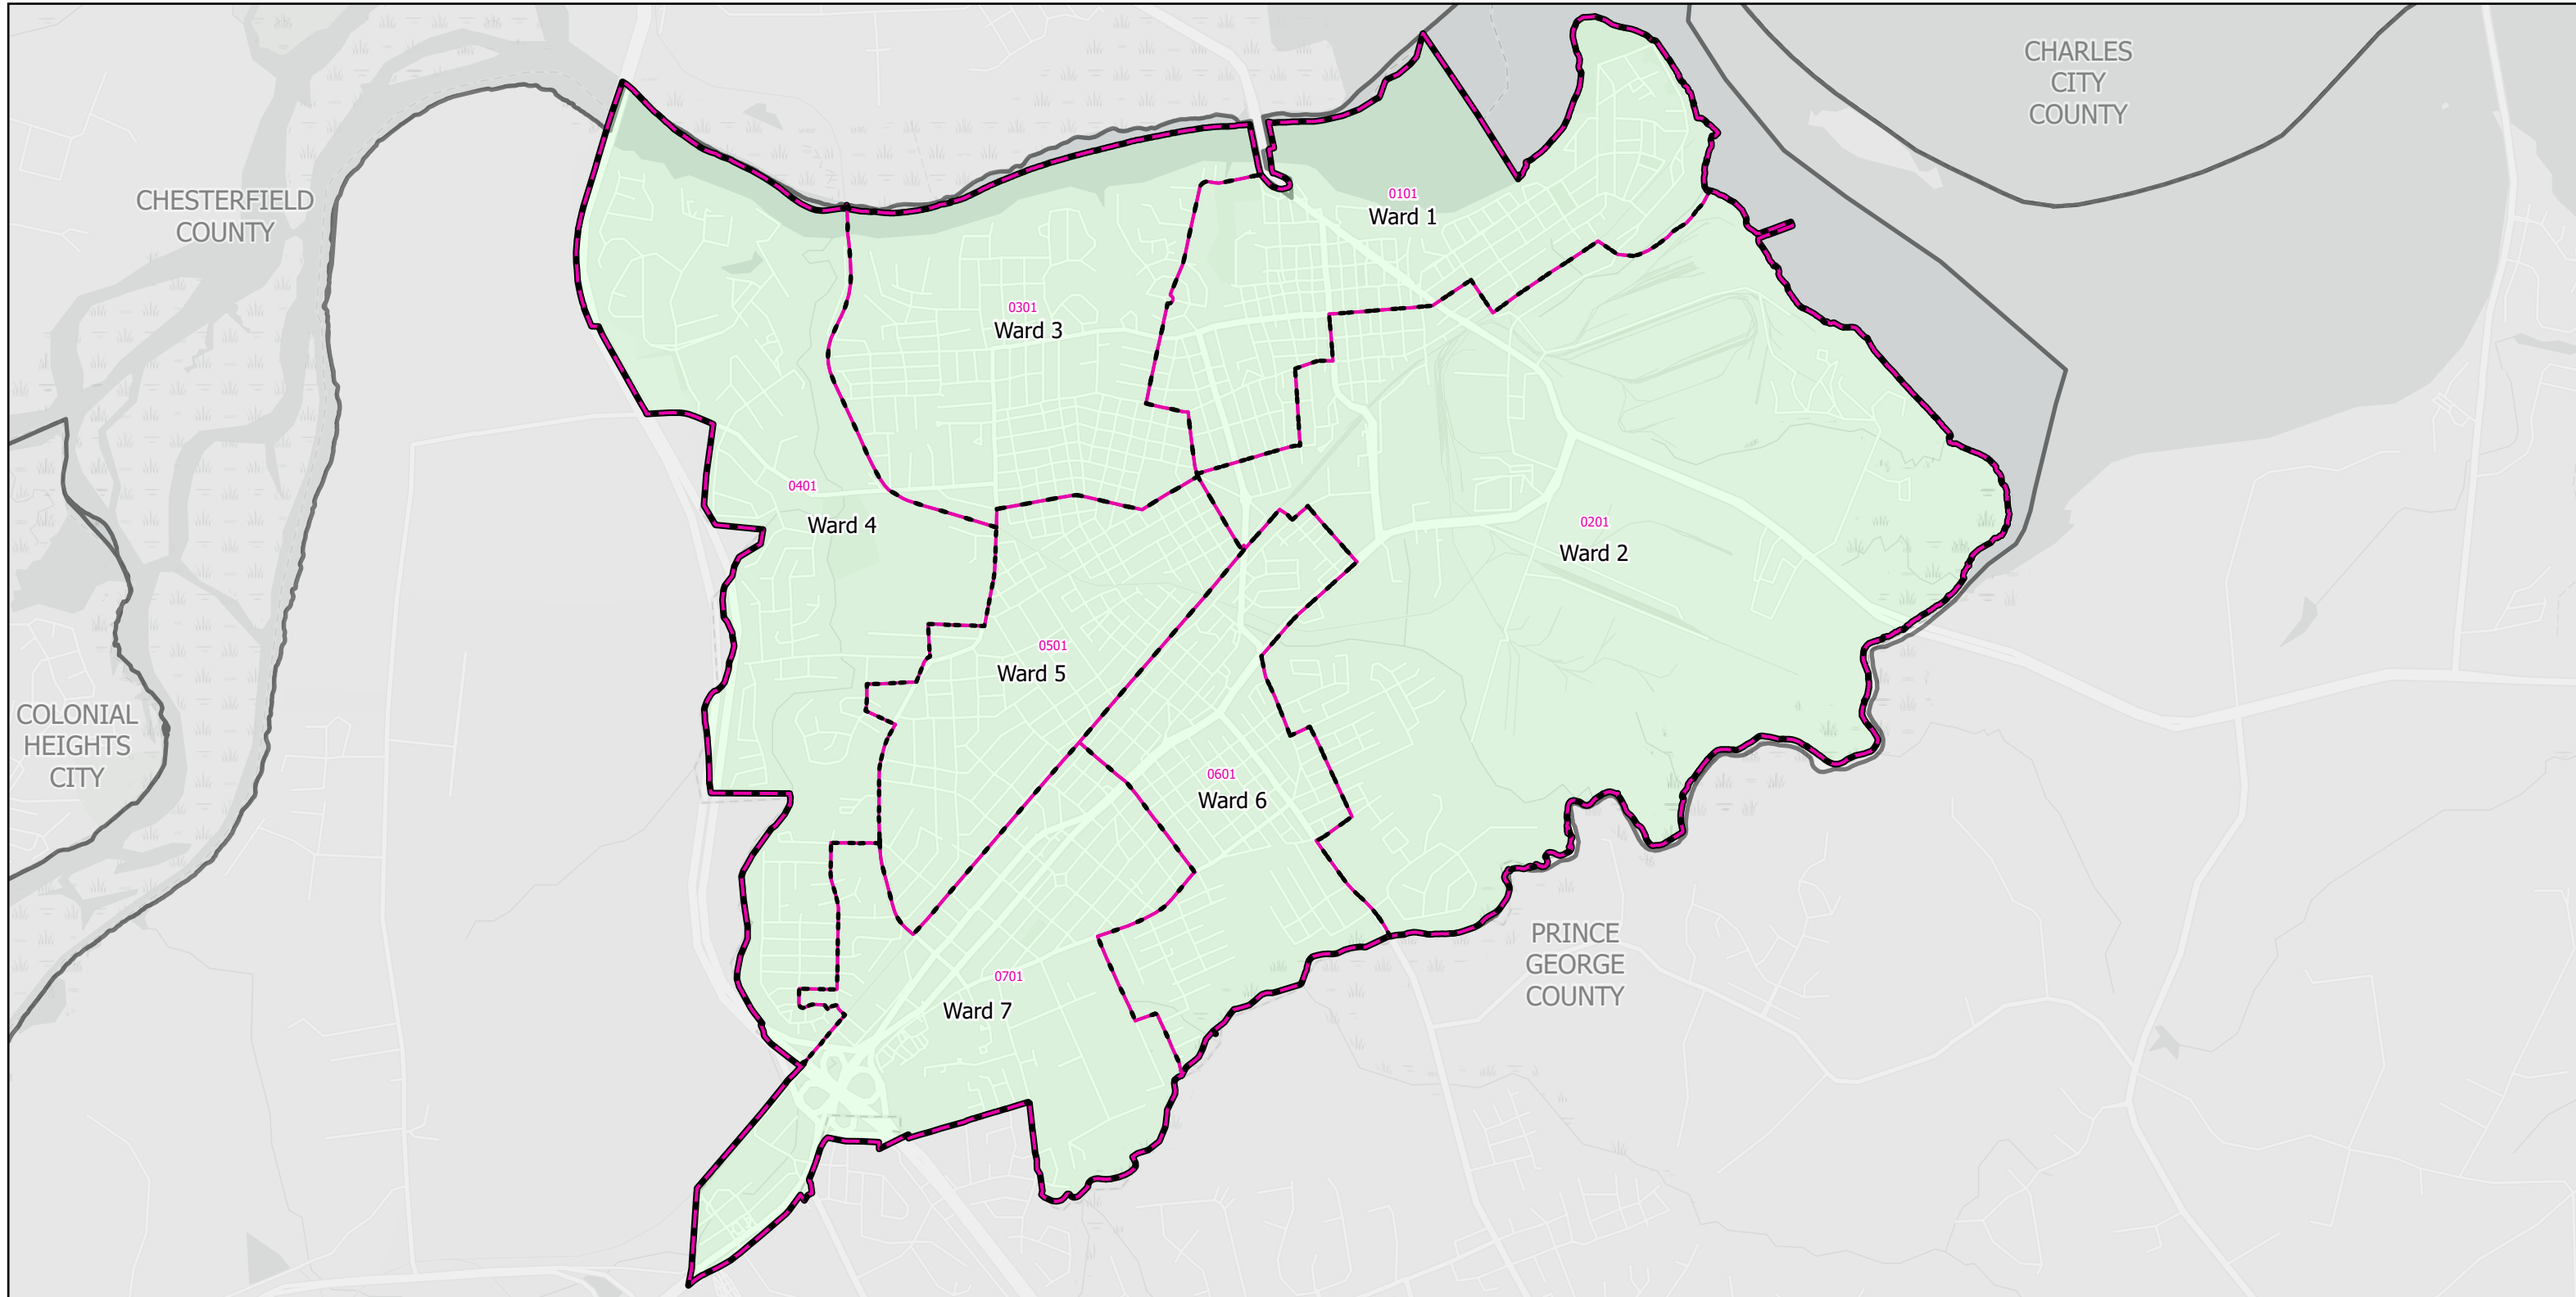 CHARLES
CITY
COUNTY
CHESTERFIELD
COUNTY
0101
Ward 1
0301
Ward 3
0401
Ward 4
0201
Ward 2
0501
Ward 5
COLONIAL
HEIGHTS
CITY
0601
Ward 6
PRINCE
GEORGE
COUNTY
0701
Ward 7